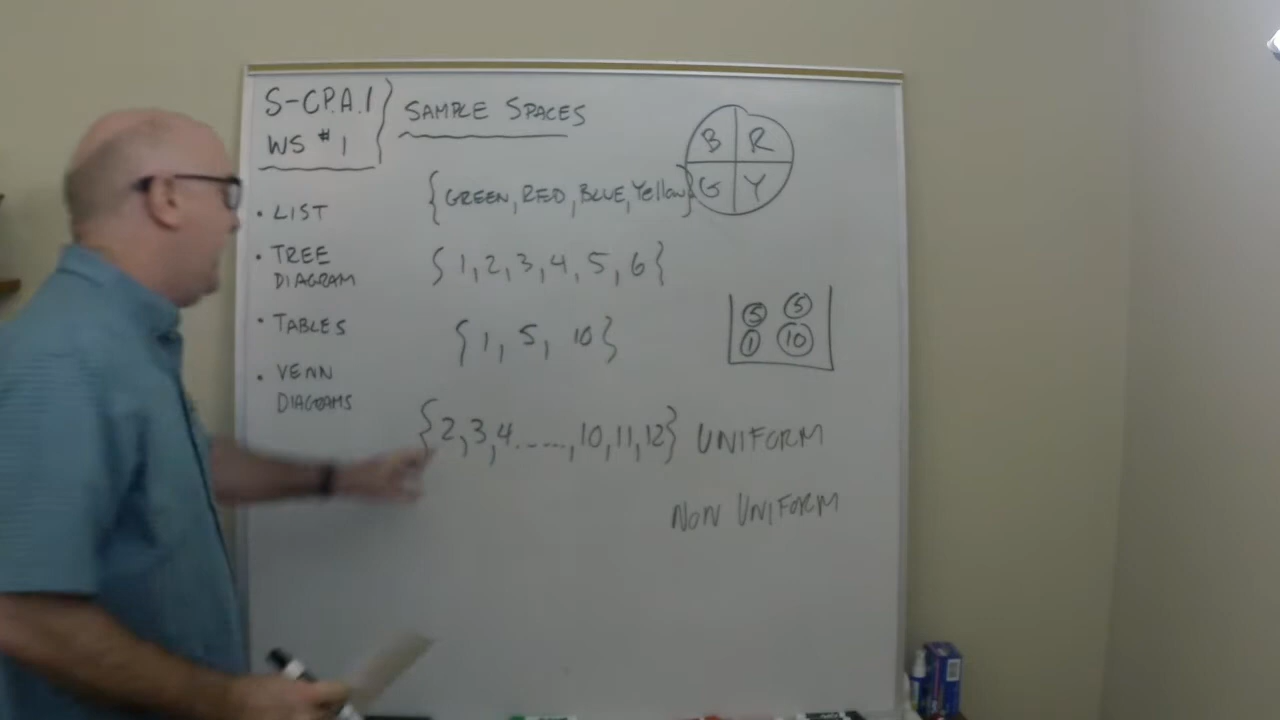 S-CP.A.1
WS #1
SAMPLE SPACES
• LIST
• TREE
DIAGRAM
• TABLES
• VENN
DIAGRAMS
{GREEN, RED, BLUE, Yellow}
B R
G Y
{1, 2, 3, 4, 5, 6}
{1, 5, 10}
5 5
1 10
{2, 3, 4. ......, 10, 11, 12} UNIFORM
NON UNIFORM